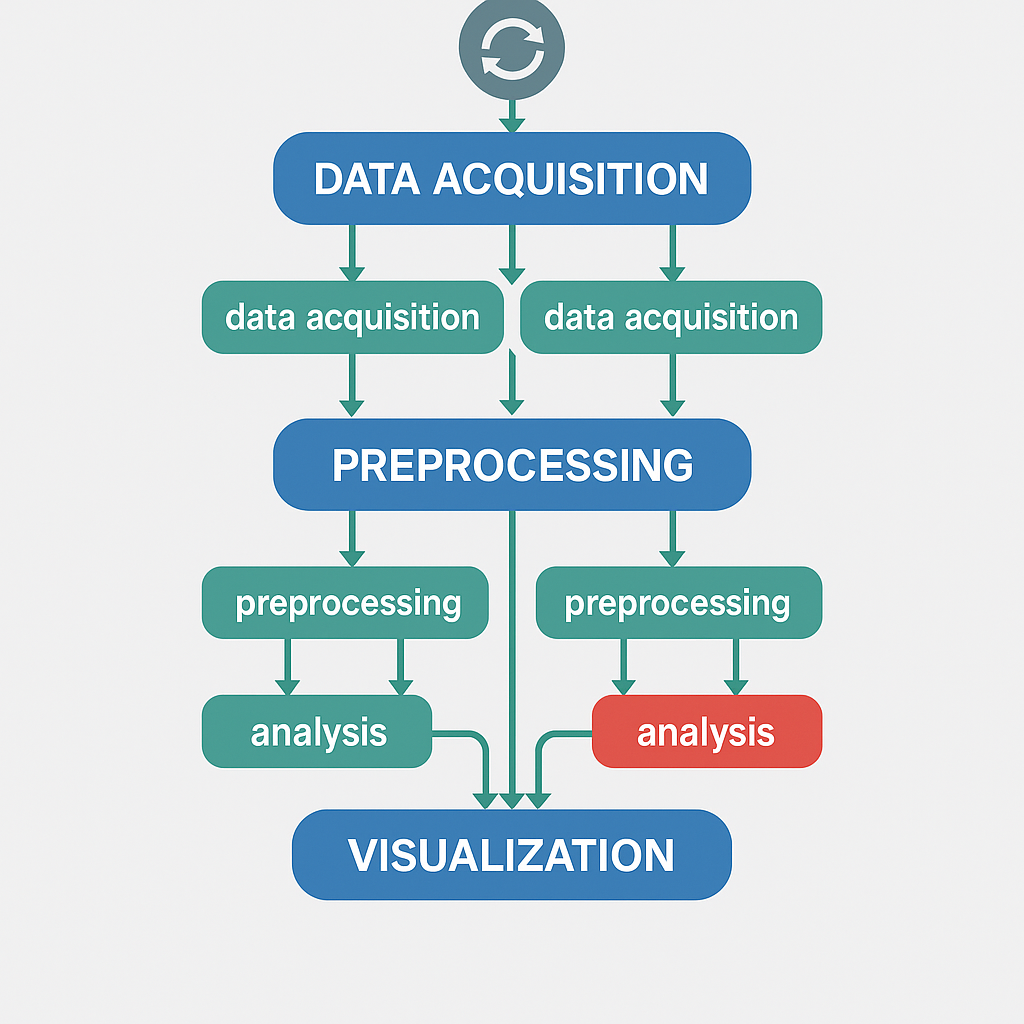 DATA ACQUISITION
data acquisition
data acquisition
PREPROCESSING
preprocessing
preprocessing
analysis
analysis
VISUALIZATION